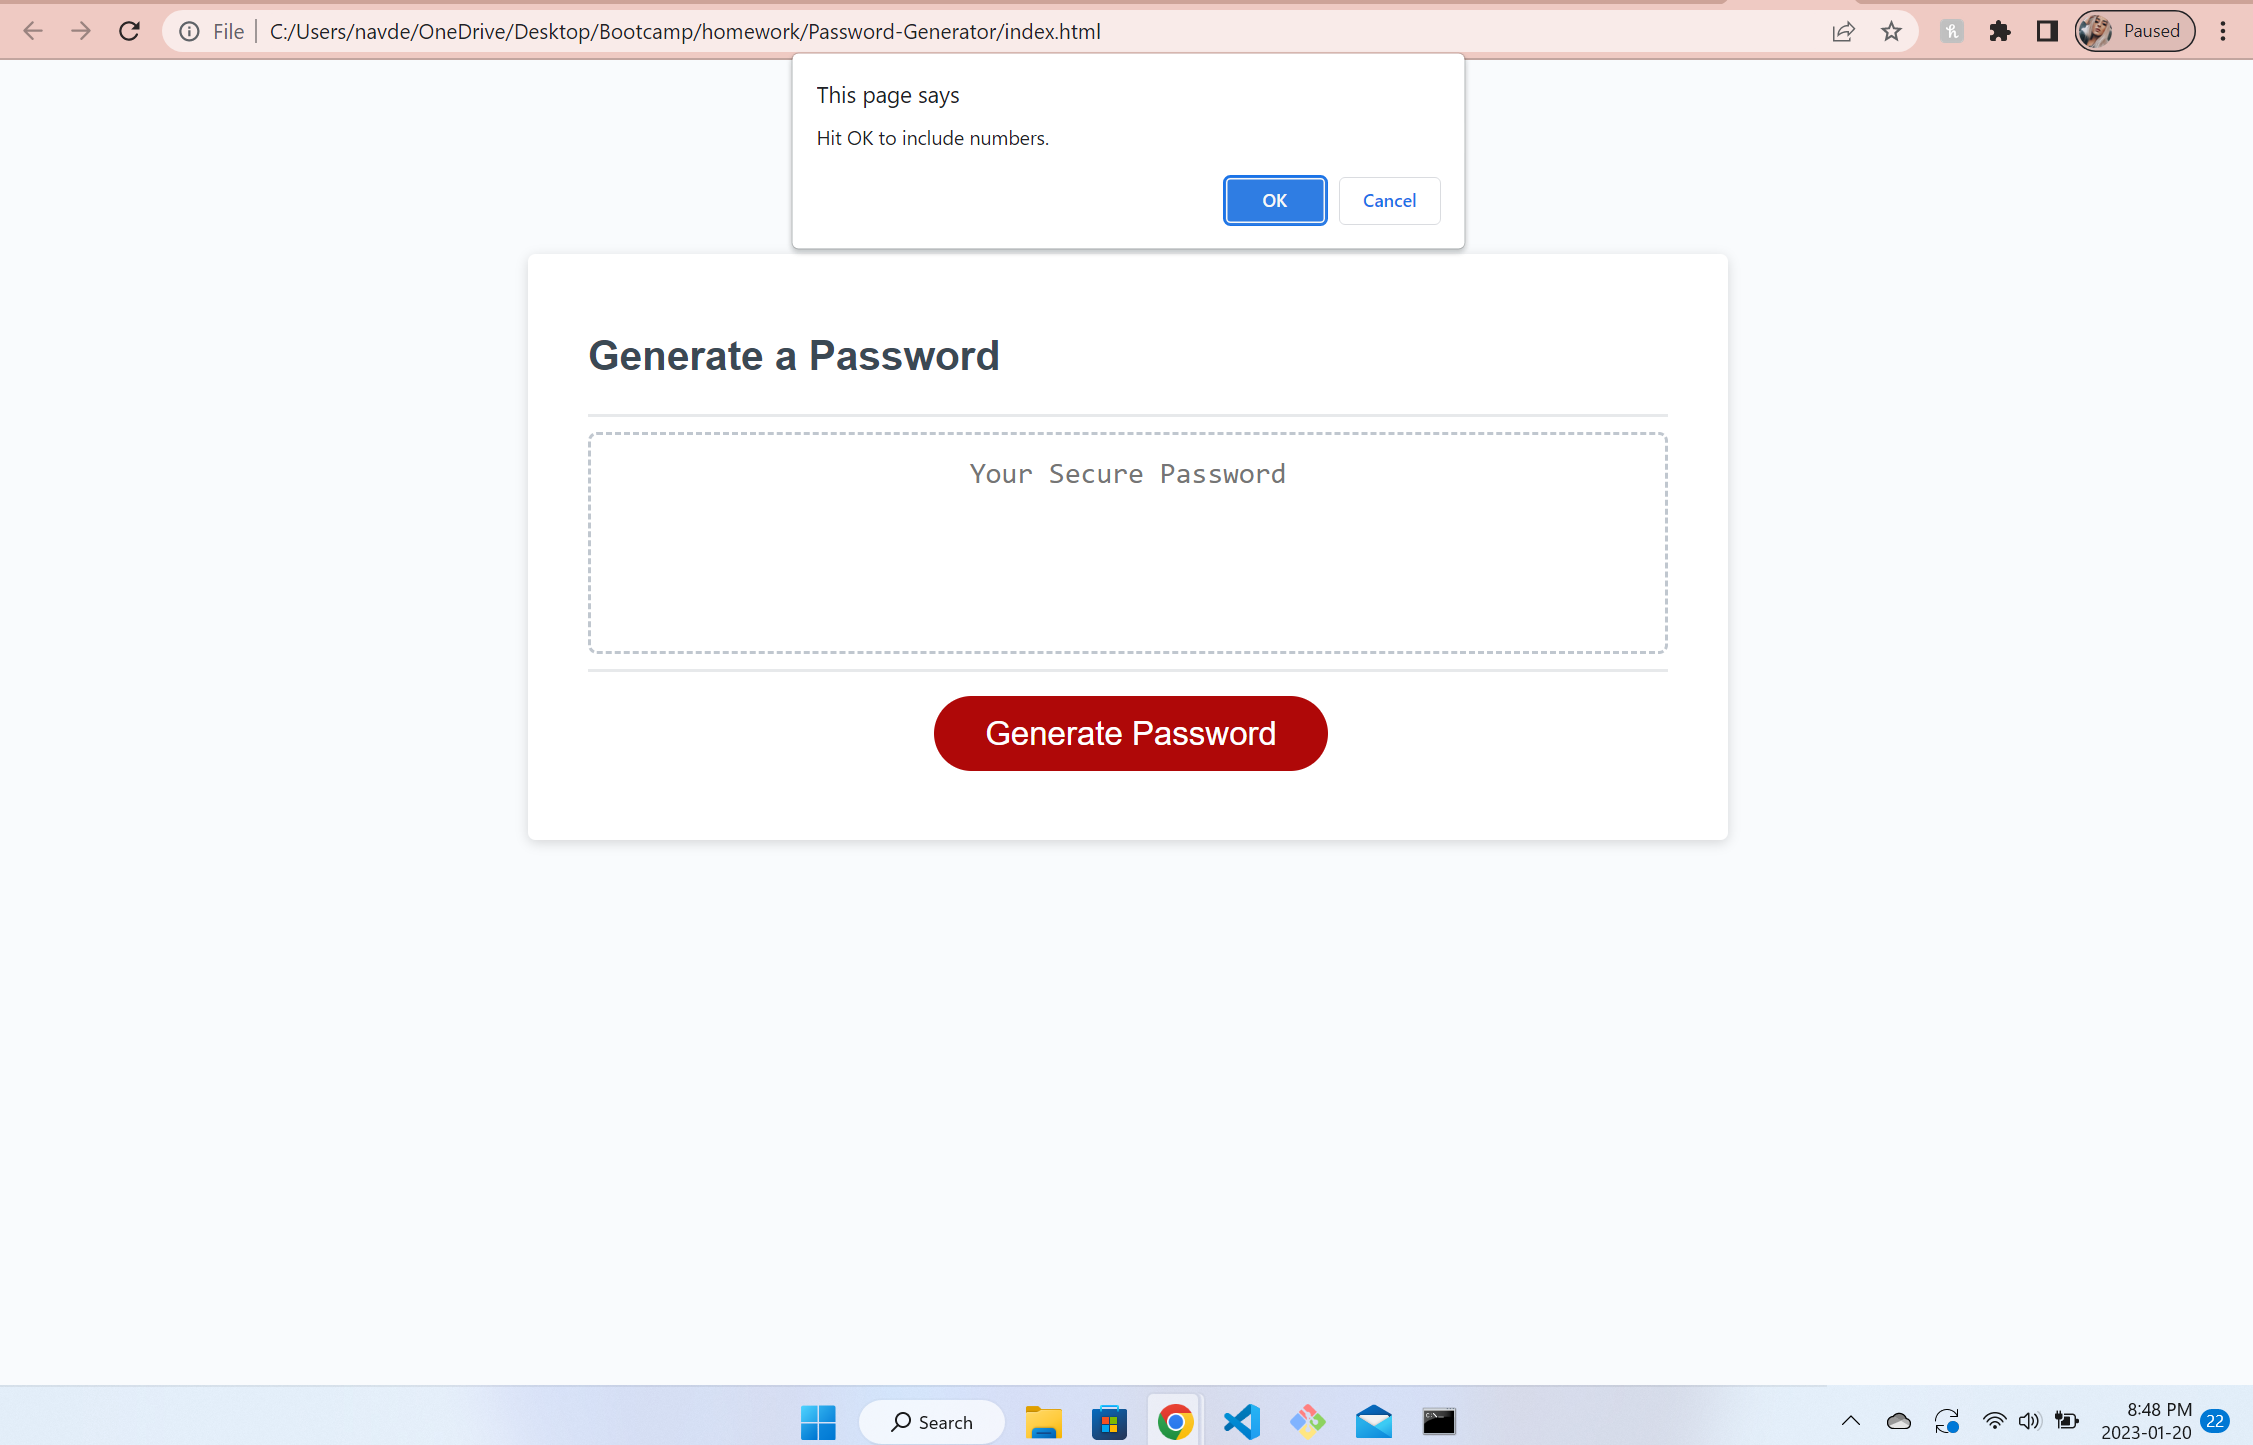 File | C:/Users/navde/OneDrive/Desktop/Bootcamp/homework/Password-Generator/index.html
Paused
This page says
Hit OK to include numbers.
OK Cancel
Generate a Password
Your Secure Password
Generate Password
Search
8:48 PM
2023-01-20
22